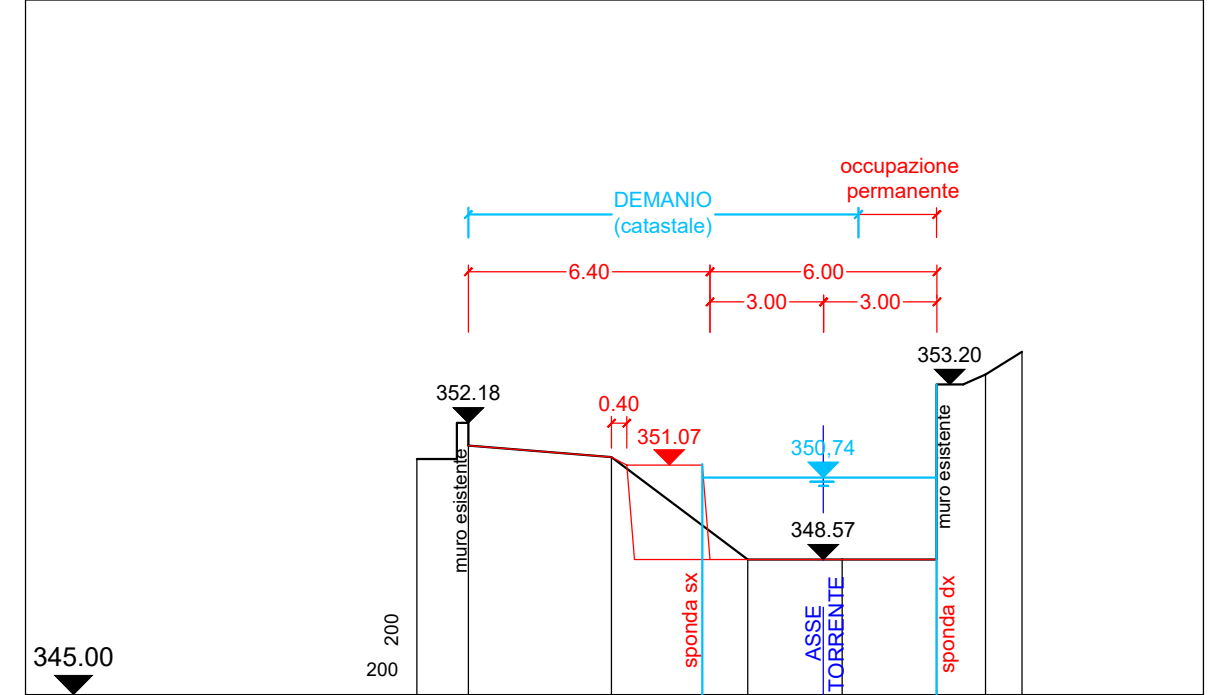 occupazione
permanente
DEMANIO
(catastale)
6.40
6.00
3.00
3.00
353.20
352.18
0.40
351.07
350,74
muro esistente
muro esistente
348.57
sponda sx
ASSE
TORRENTE
sponda dx
200
200
345.00